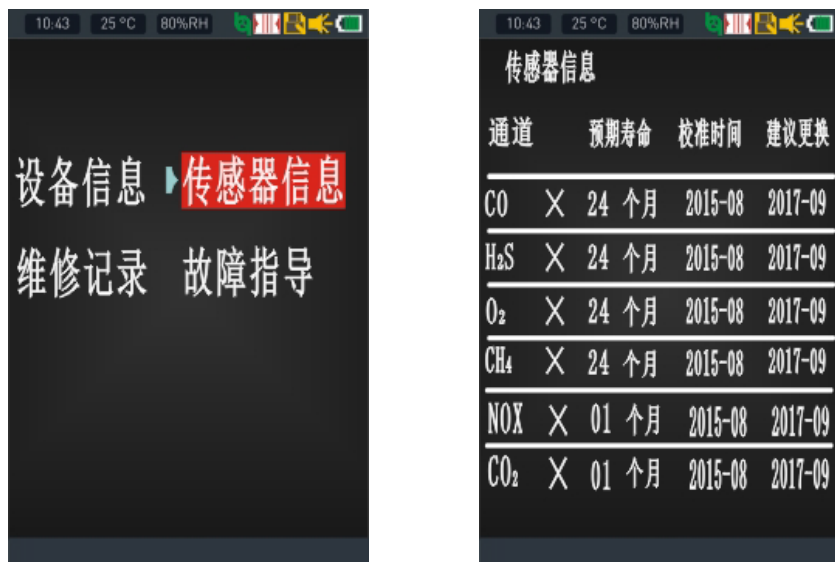 10:43 25 °C 80%RH
设备信息 传感器信息
维修记录 故障指导
10:43 25 °C 80%RH
传感器信息
通道 预期寿命 校准时间 建议更换
CO X 24 个月 2015-08 2017-09
H₂S X 24 个月 2015-08 2017-09
O₂ X 24 个月 2015-08 2017-09
CH₄ X 24 个月 2015-08 2017-09
NOX X 01 个月 2015-08 2017-09
CO₂ X 01 个月 2015-08 2017-09